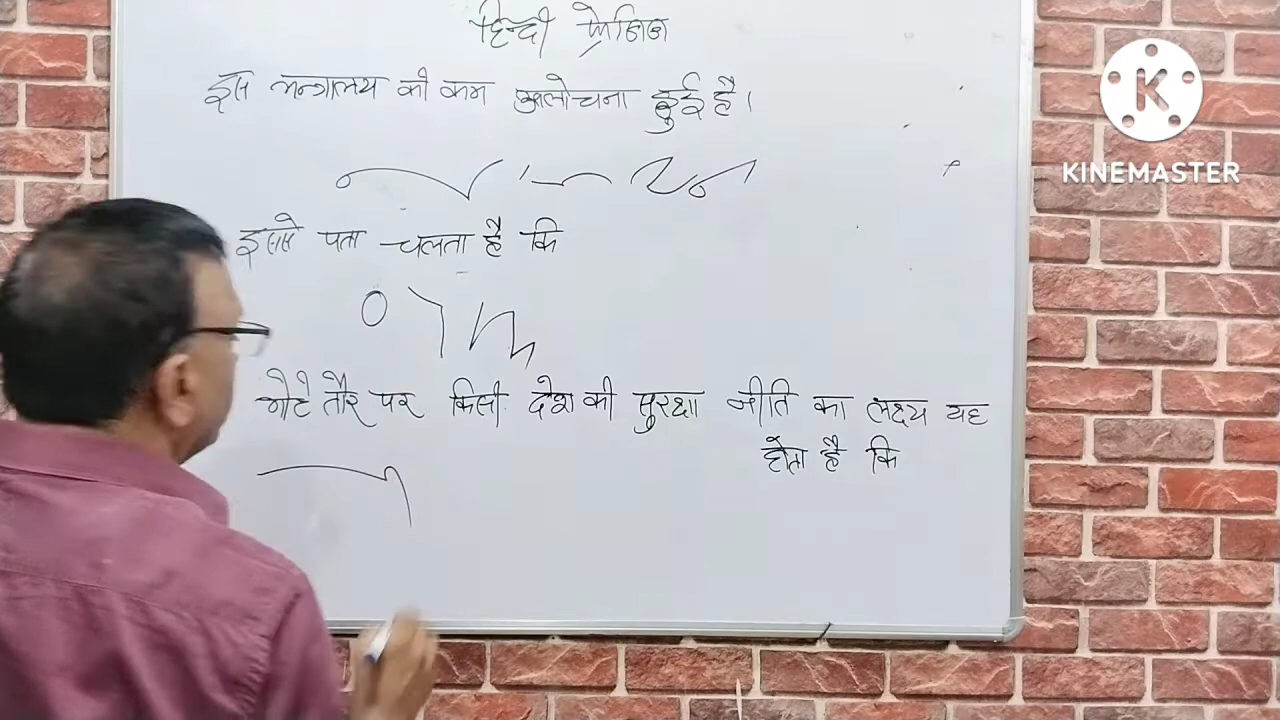 हिन्दी फ्रेजिज
इस मन्त्रालय की कम आलोचना हुई है।
इससे पता चलता है कि
मोटे तौर पर किसी देश की सुरक्षा नीति का लक्ष्य यह
होता है कि
K
KINEMASTER